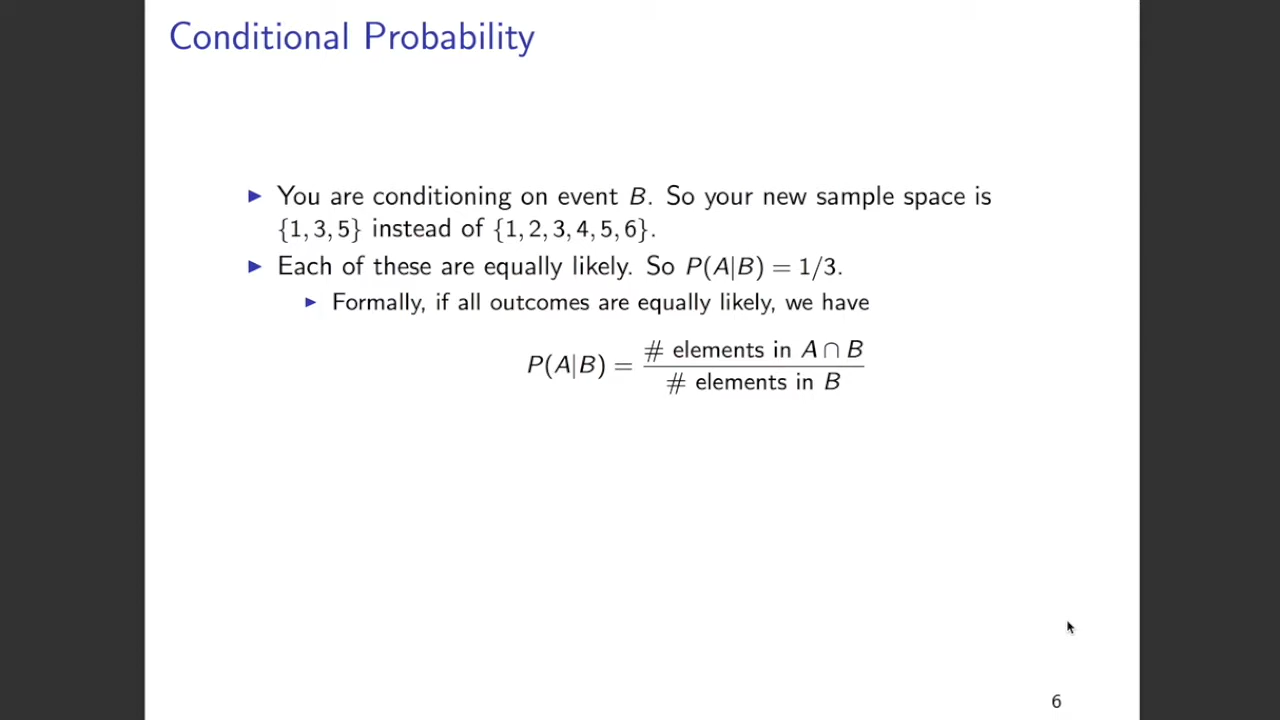 Conditional Probability
▶ You are conditioning on event B. So your new sample space is
{1, 3, 5} instead of {1, 2, 3, 4, 5, 6}.
▶ Each of these are equally likely. So P(A|B) = 1/3.
▶ Formally, if all outcomes are equally likely, we have
# elements in A ∩ B
P(A|B) =
# elements in B
6